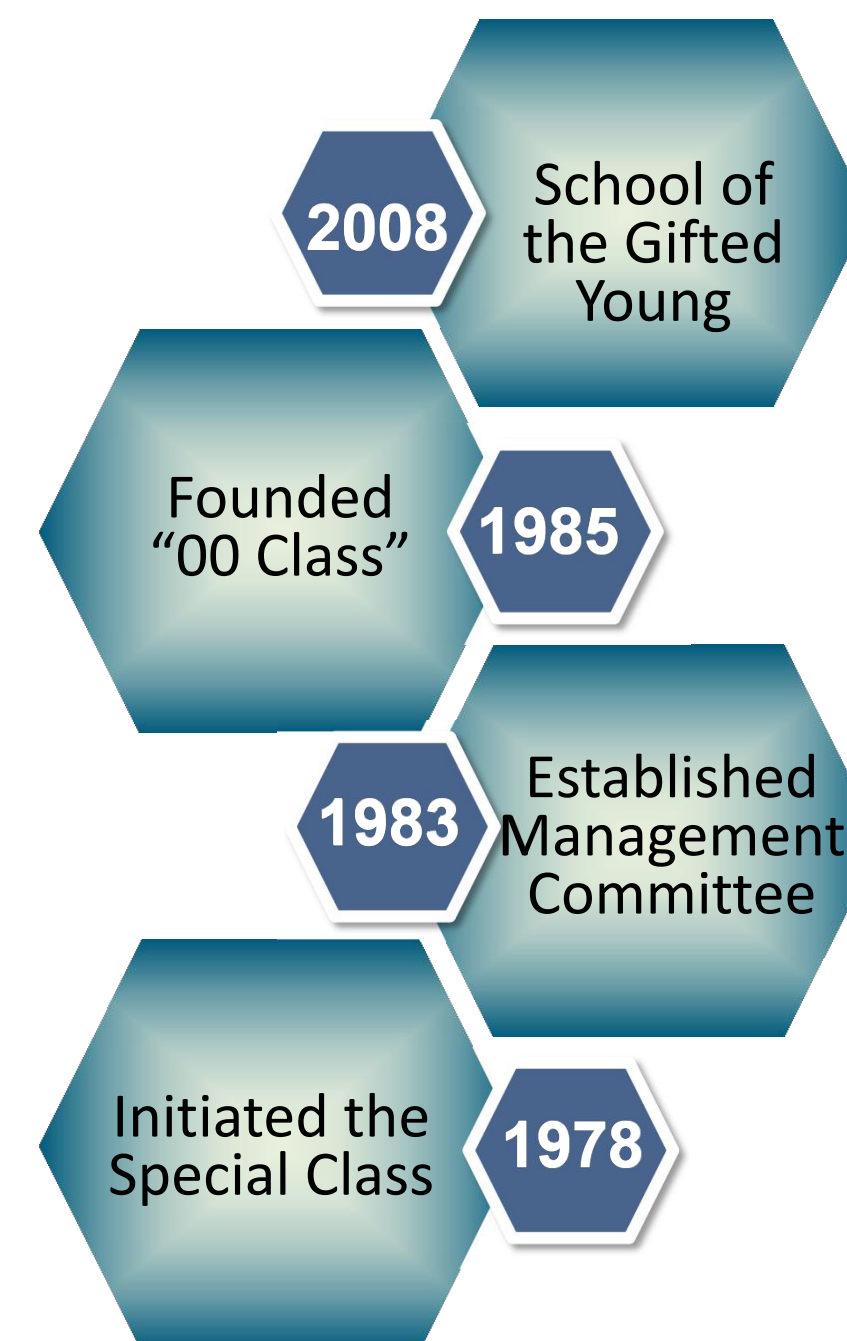 2008
School of
the Gifted
Young
Founded
“00 Class”
1985
1983
Established
Management
Committee
Initiated the
Special Class
1978